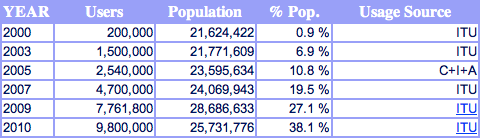 YEAR Users Population % Pop. Usage Source
2000 200,000 21,624,422 0.9 % ITU
2003 1,500,000 21,771,609 6.9 % ITU
2005 2,540,000 23,595,634 10.8 % C+I+A
2007 4,700,000 24,069,943 19.5 % ITU
2009 7,761,800 28,686,633 27.1 % ITU
2010 9,800,000 25,731,776 38.1 % ITU